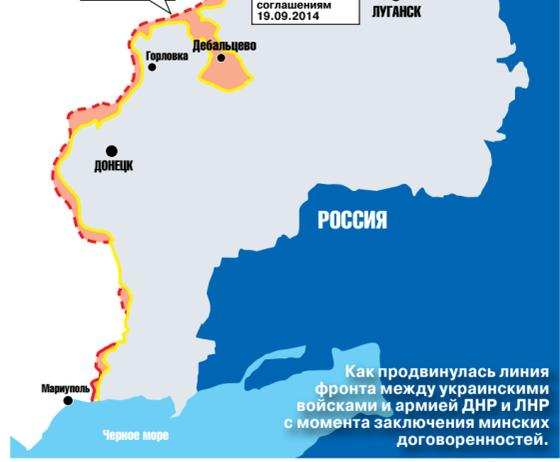 соглашениям
19.09.2014
ЛУГАНСК
Дебальцево
Горловка
ДОНЕЦК
РОССИЯ
Мариуполь
Черное море
Как продвинулась линия
фронта между украинскими
войсками и армией ДНР и ЛНР
с момента заключения минских
договоренностей.